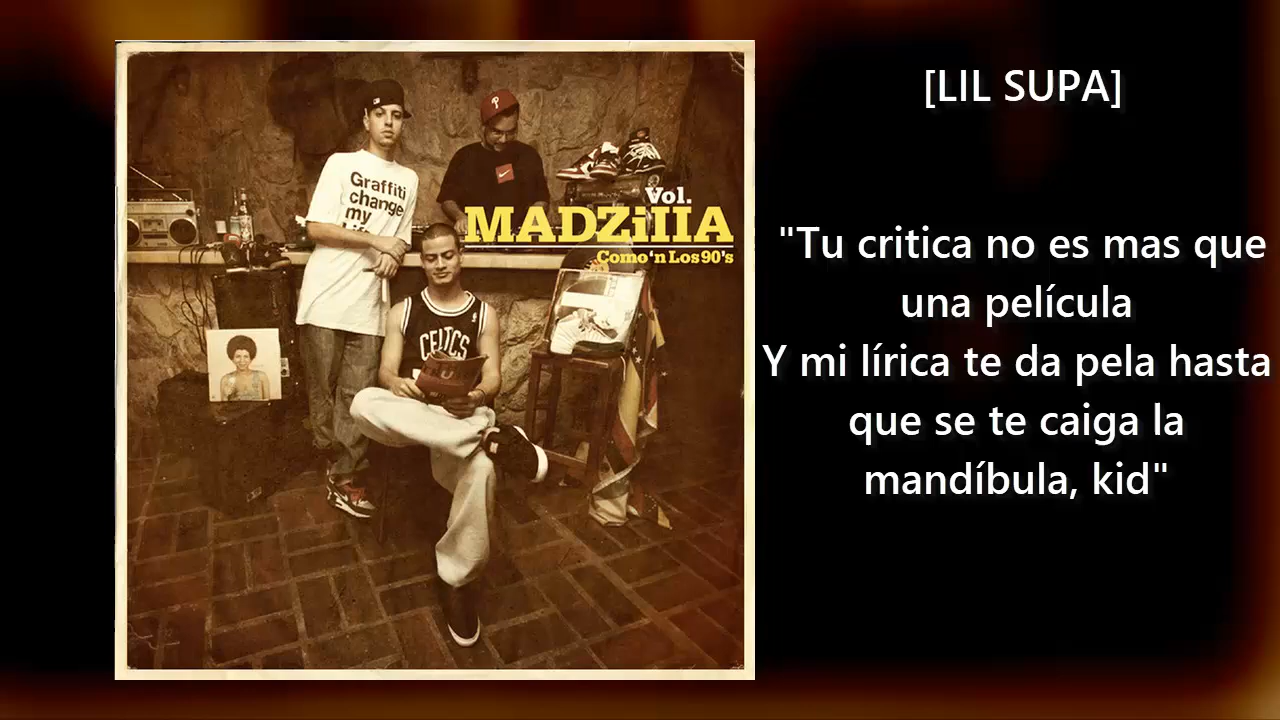 [LIL SUPA]
"Tu critica no es mas que
una película
Y mi lírica te da pela hasta
que se te caiga la
mandíbula, kid"
Vol.
MADZiIIA
Como'n Los 90's
Graffiti
change
my
CELTCS